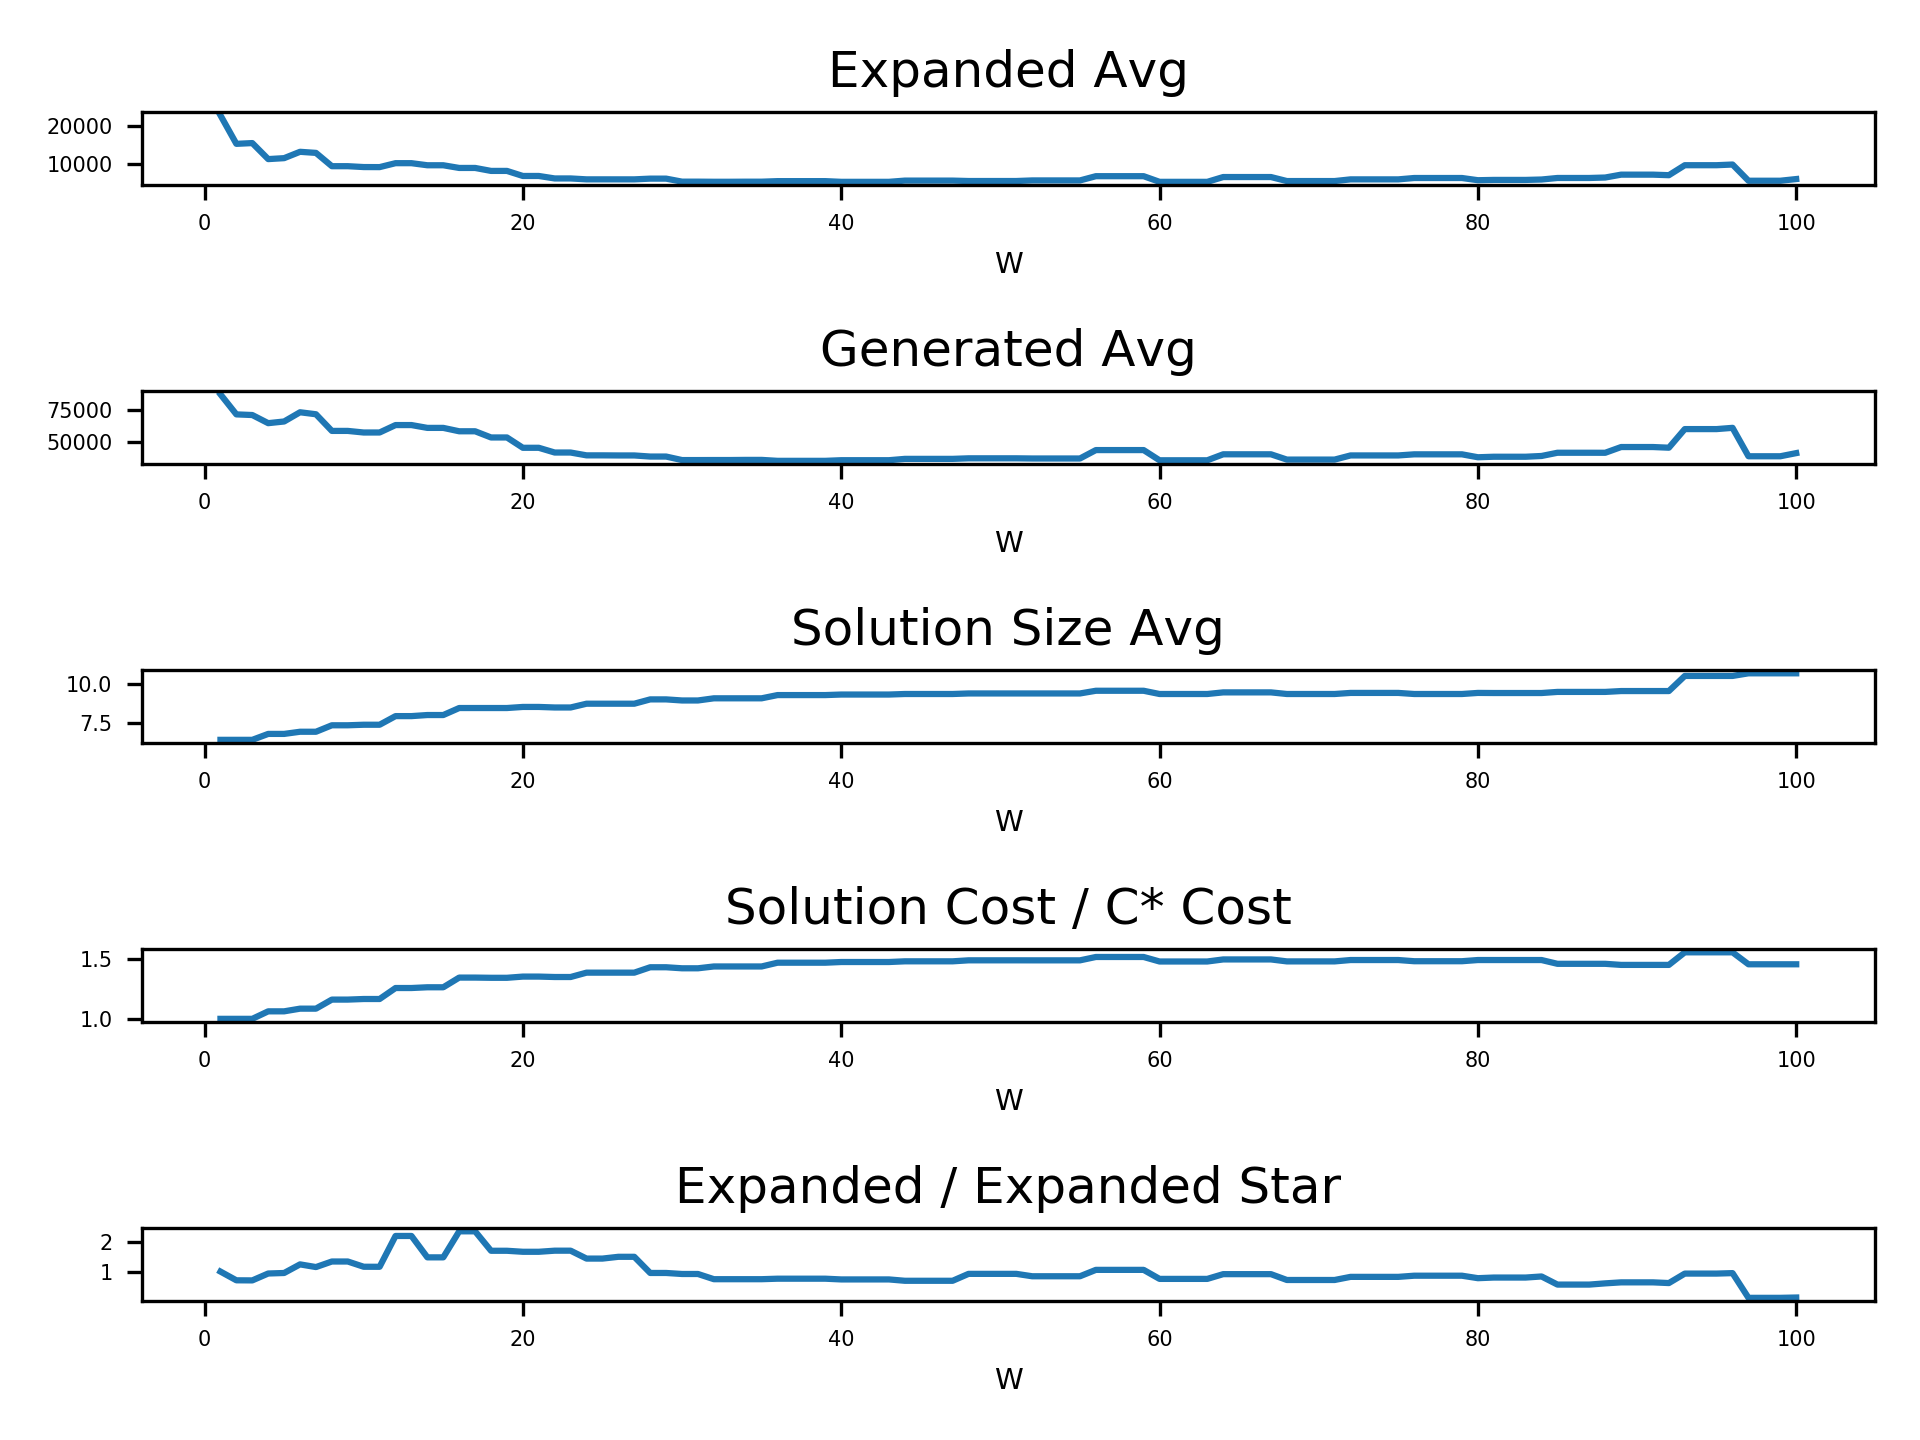 Expanded Avg
20000
10000
0 20 40 60 80 100
W
Generated Avg
75000
50000
0 20 40 60 80 100
W
Solution Size Avg
10.0
7.5
0 20 40 60 80 100
W
Solution Cost / C* Cost
1.5
1.0
0 20 40 60 80 100
W
Expanded / Expanded Star
2
1
0 20 40 60 80 100
W